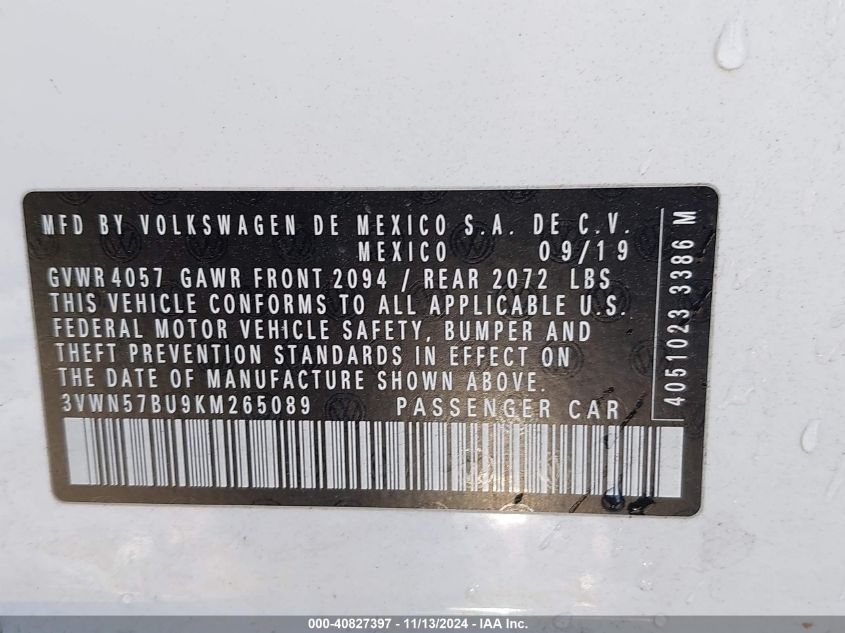 MFD BY VOLKSWAGEN DE MEXICO S.A. DE C.V.
MEXICO 09/19
GVWR 4057 GAWR FRONT 2094 / REAR 2072 LBS
THIS VEHICLE CONFORMS TO ALL APPLICABLE U.S.
FEDERAL MOTOR VEHICLE SAFETY, BUMPER AND
THEFT PREVENTION STANDARDS IN EFFECT ON
THE DATE OF MANUFACTURE SHOWN ABOVE.
3VWN57BU9KM265089 PASSENGER CAR
4051023 3386 M
000-40827397 - 11/13/2024 - IAA Inc.